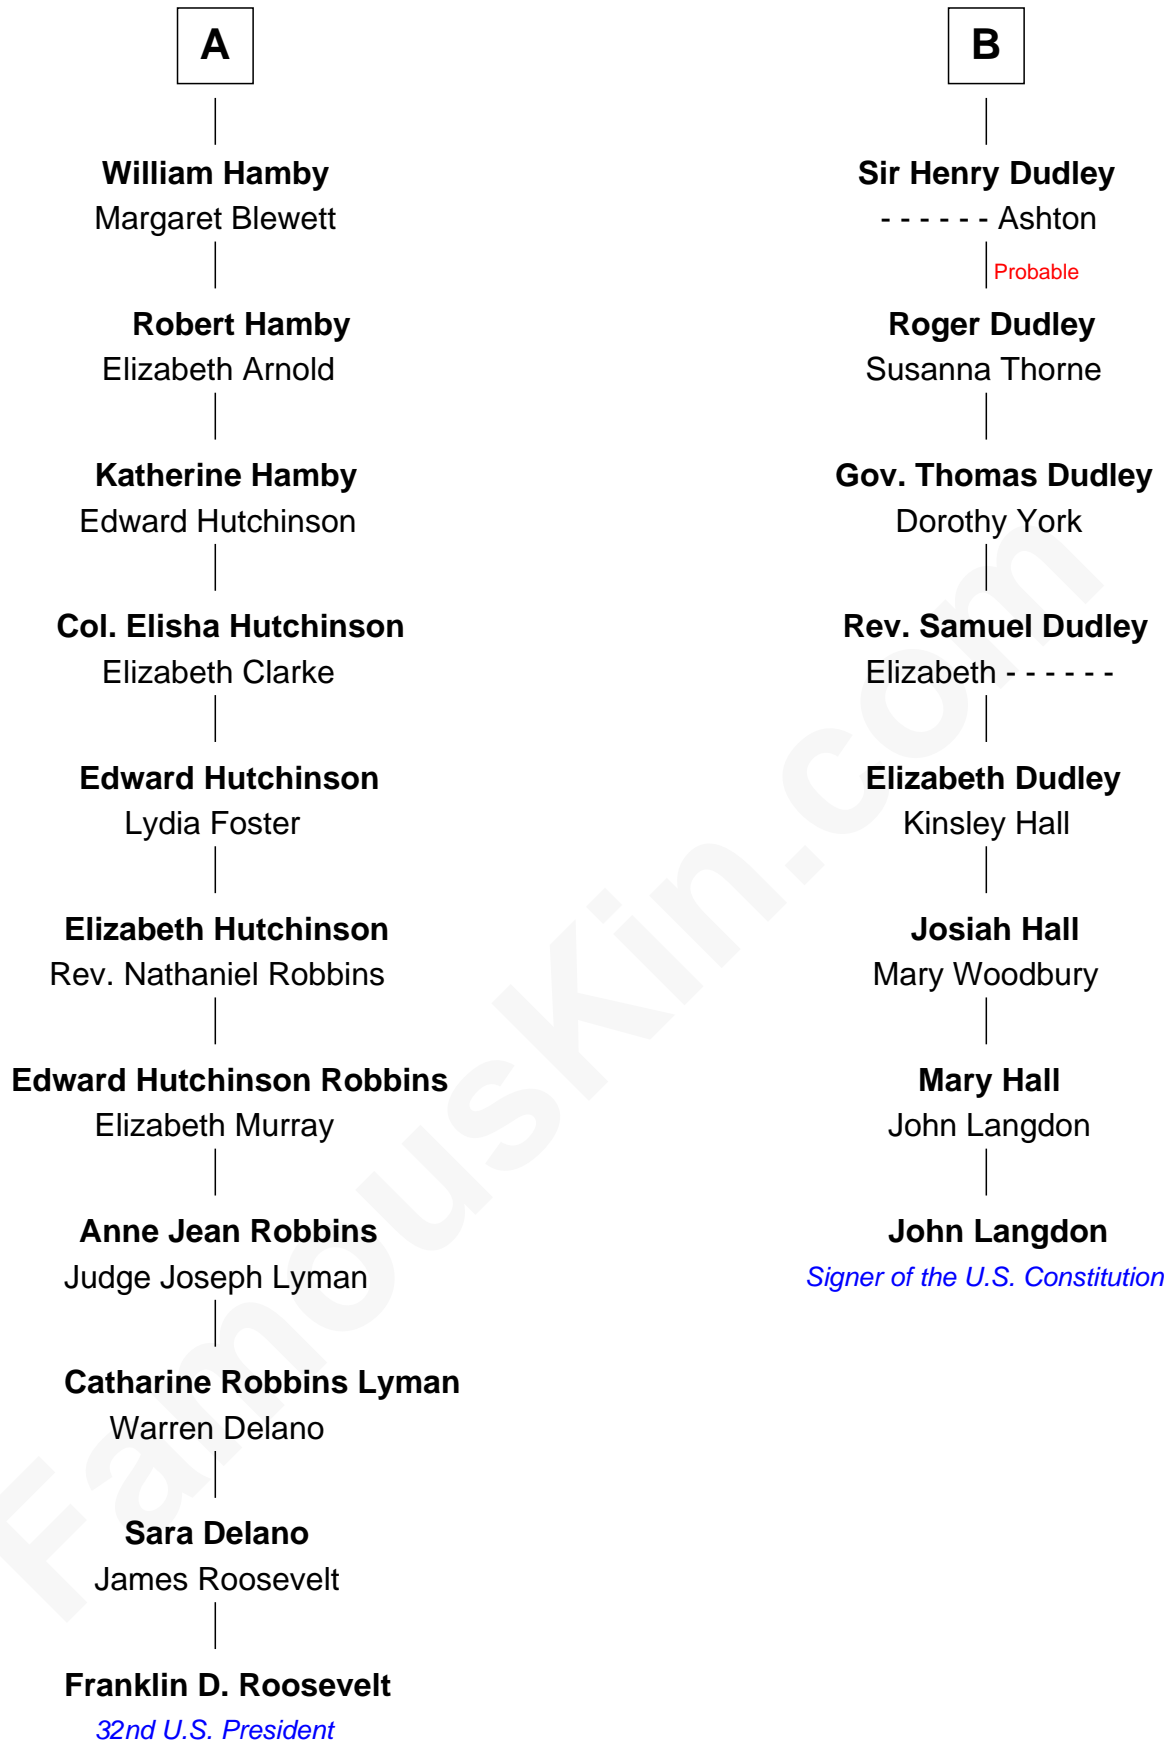 A
William Hamby
Margaret Blewett
Robert Hamby
Elizabeth Arnold
Katherine Hamby
Edward Hutchinson
Col. Elisha Hutchinson
Elizabeth Clarke
Edward Hutchinson
Lydia Foster
Elizabeth Hutchinson
Rev. Nathaniel Robbins
Edward Hutchinson Robbins
Elizabeth Murray
Anne Jean Robbins
Judge Joseph Lyman
Catharine Robbins Lyman
Warren Delano
Sara Delano
James Roosevelt
Franklin D. Roosevelt
32nd U.S. President
B
Sir Henry Dudley
- - - - - - Ashton
Probable
Roger Dudley
Susanna Thorne
Gov. Thomas Dudley
Dorothy York
Rev. Samuel Dudley
Elizabeth - - - - - -
Elizabeth Dudley
Kinsley Hall
Josiah Hall
Mary Woodbury
Mary Hall
John Langdon
John Langdon
Signer of the U.S. Constitution
FamousKin.com